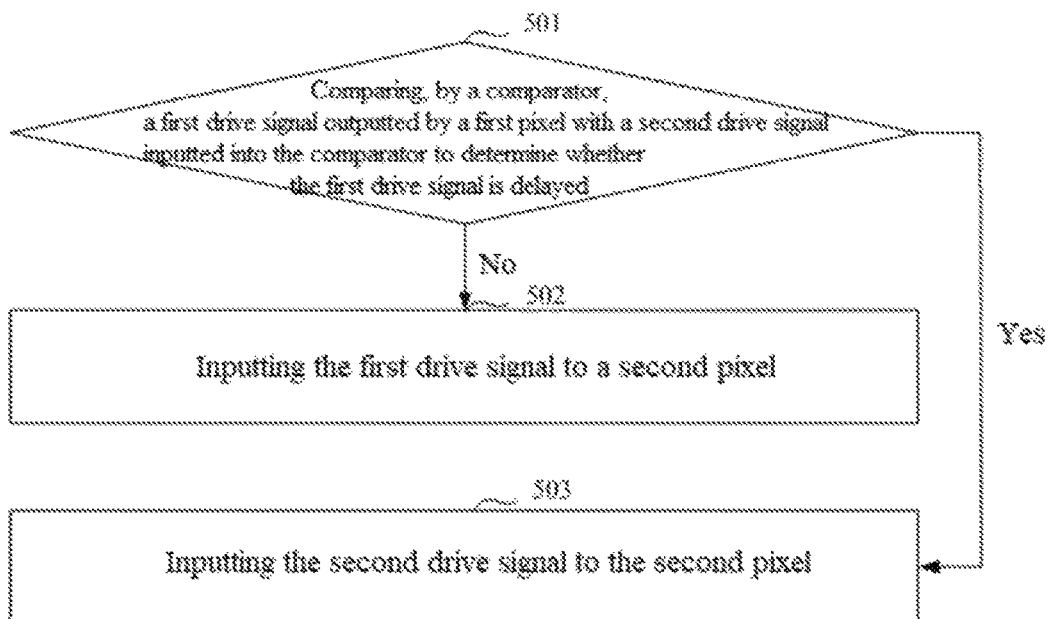 501
Comparing, by a comparator,
a first drive signal outputted by a first pixel with a second drive signal
inputted into the comparator to determine whether
the first drive signal is delayed
No
502
Inputting the first drive signal to a second pixel
Yes
503
Inputting the second drive signal to the second pixel